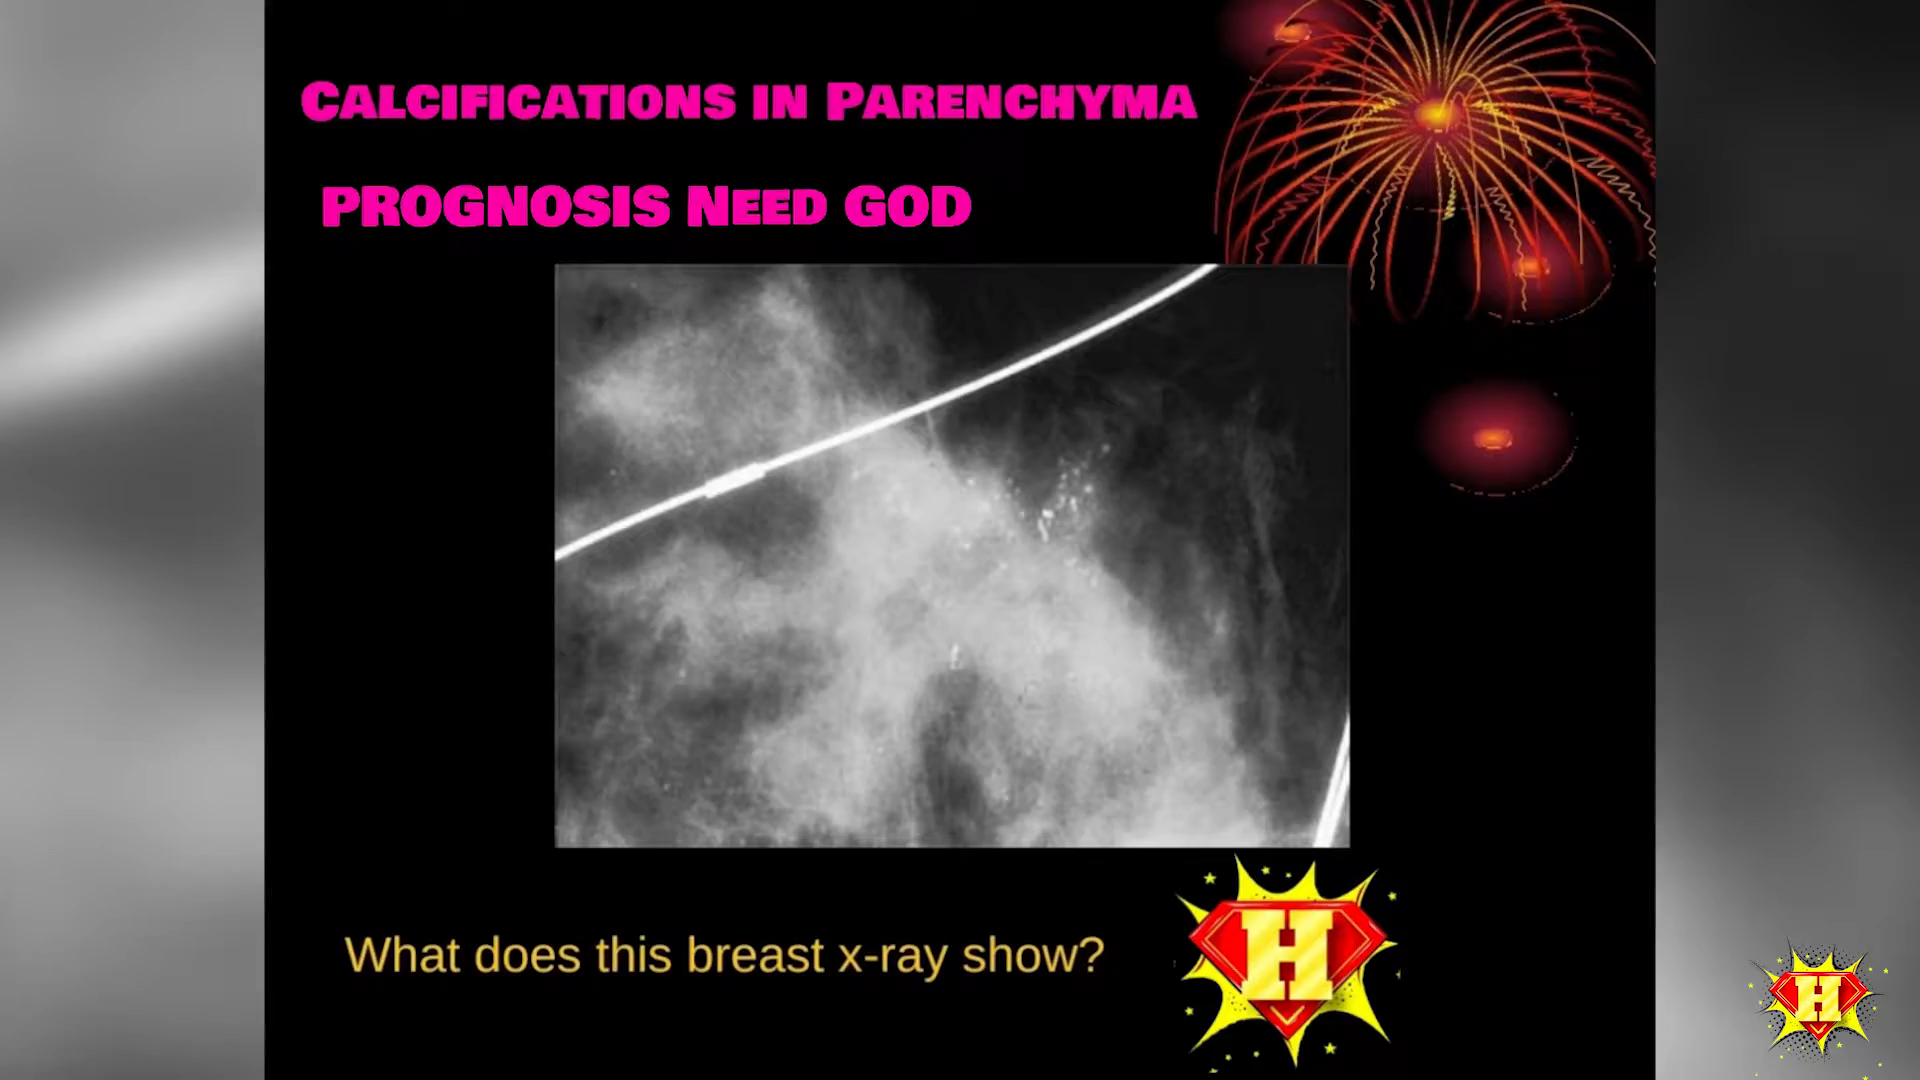 Calcifications in Parenchyma
PROGNOSIS Need GOD
What does this breast x-ray show?
H
H